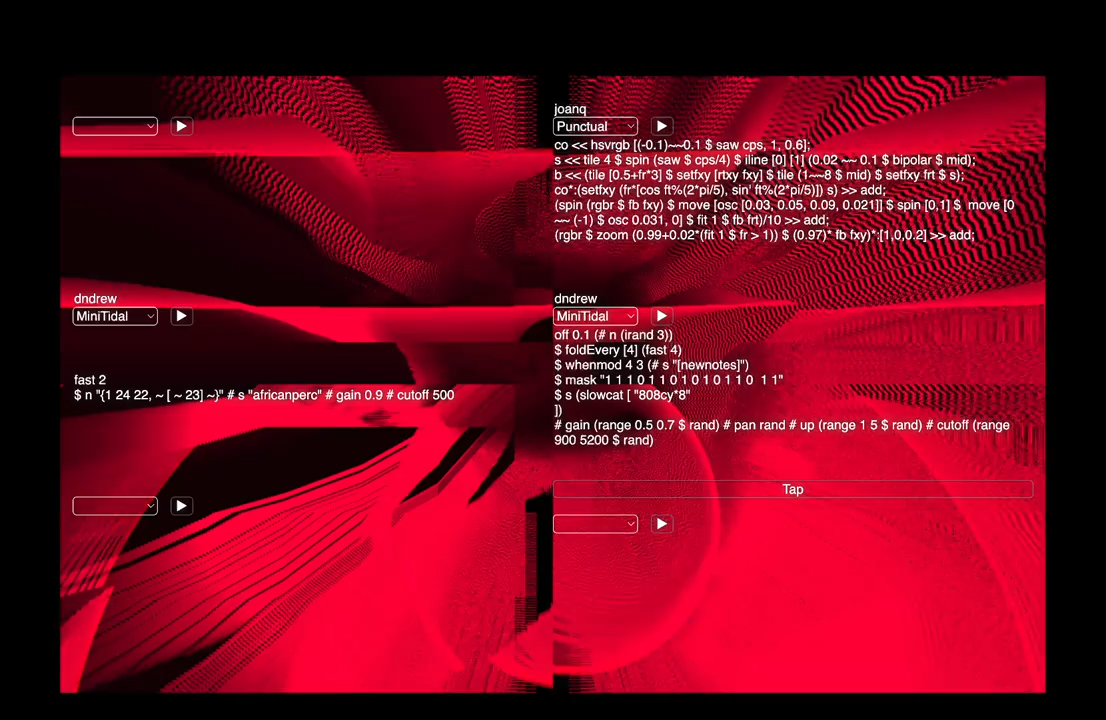 joanq
Punctual
co << hsvrgb [(-0.1)~~0.1 $ saw cps, 1, 0.6];
s << tile 4 $ spin (saw $ cps/4) $ iline [0] [1] (0.02 ~~ 0.1 $ bipolar $ mid);
b << (tile [0.5+fr*3] $ setfxy [rtxy fxy] $ tile (1~~8 $ mid) $ setfxy frt $ s);
co*:(setfxy (fr*[cos ft%(2*pi/5), sin' ft%(2*pi/5)]) s) >> add;
(spin (rgbr $ fb fxy) $ move [osc [0.03, 0.05, 0.09, 0.021]] $ spin [0,1] $  move [0
~~ (-1) $ osc 0.031, 0] $ fit 1 $ fb frt)/10 >> add;
(rgbr $ zoom (0.99+0.02*(fit 1 $ fr > 1)) $ (0.97)* fb fxy)*:[1,0,0.2] >> add;
dndrew
MiniTidal
fast 2
$ n "{1 24 22, ~ [ ~ 23] ~}" # s "africanperc" # gain 0.9 # cutoff 500
dndrew
MiniTidal
off 0.1 (# n (irand 3))
$ foldEvery [4] (fast 4)
$ whenmod 4 3 (# s "[newnotes]")
$ mask "1 1 1 0 1 1 0 1 0 1 0 1 1 0  1 1"
$ s (slowcat [ "808cy*8"
])
# gain (range 0.5 0.7 $ rand) # pan rand # up (range 1 5 $ rand) # cutoff (range
900 5200 $ rand)
Tap